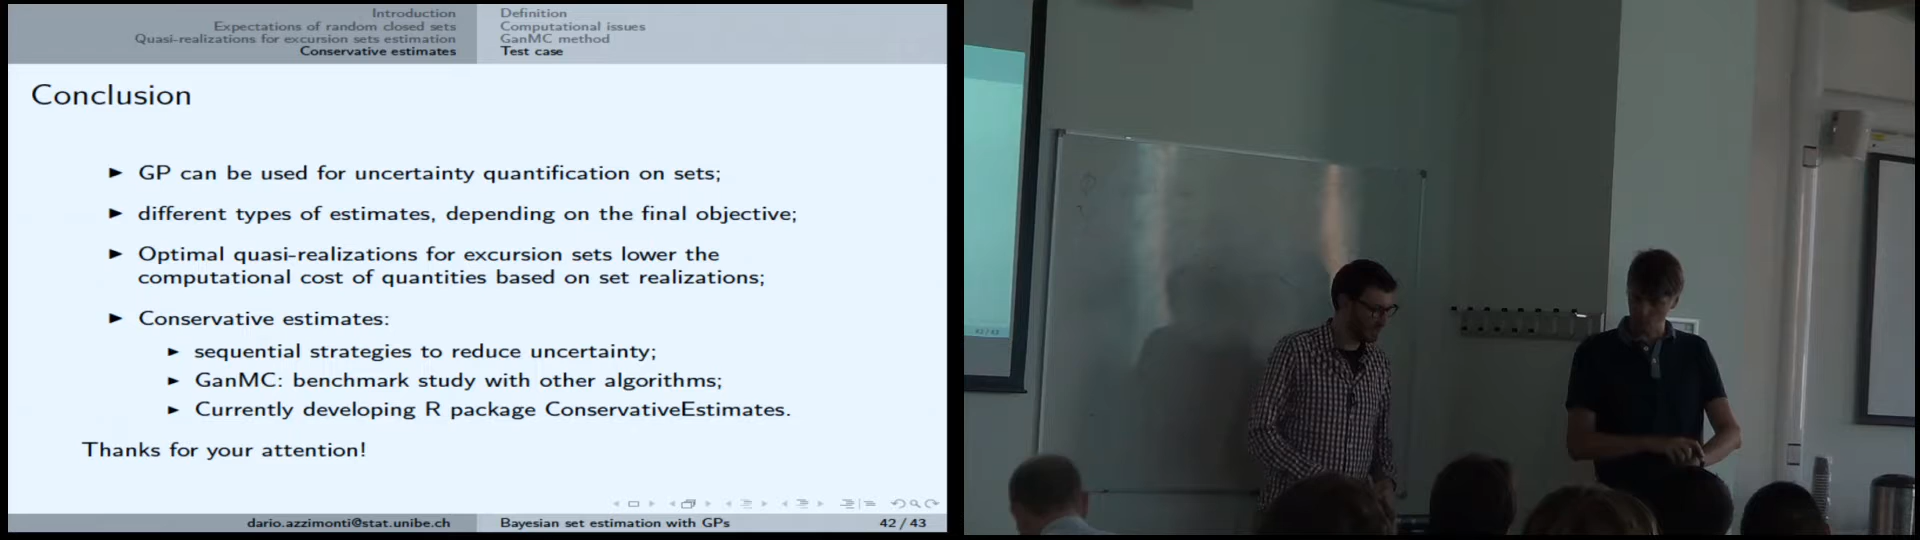 Introduction
Expectations of random closed sets
Quasi-realizations for excursion sets estimation
Conservative estimates
Definition
Computational issues
GanMC method
Test case
Conclusion
GP can be used for uncertainty quantification on sets;
different types of estimates, depending on the final objective;
Optimal quasi-realizations for excursion sets lower the
computational cost of quantities based on set realizations;
Conservative estimates:
sequential strategies to reduce uncertainty;
GanMC: benchmark study with other algorithms;
Currently developing R package ConservativeEstimates.
Thanks for your attention!
dario.azzimonti@stat.unibe.ch
Bayesian set estimation with GPs
42 / 43
42 / 43